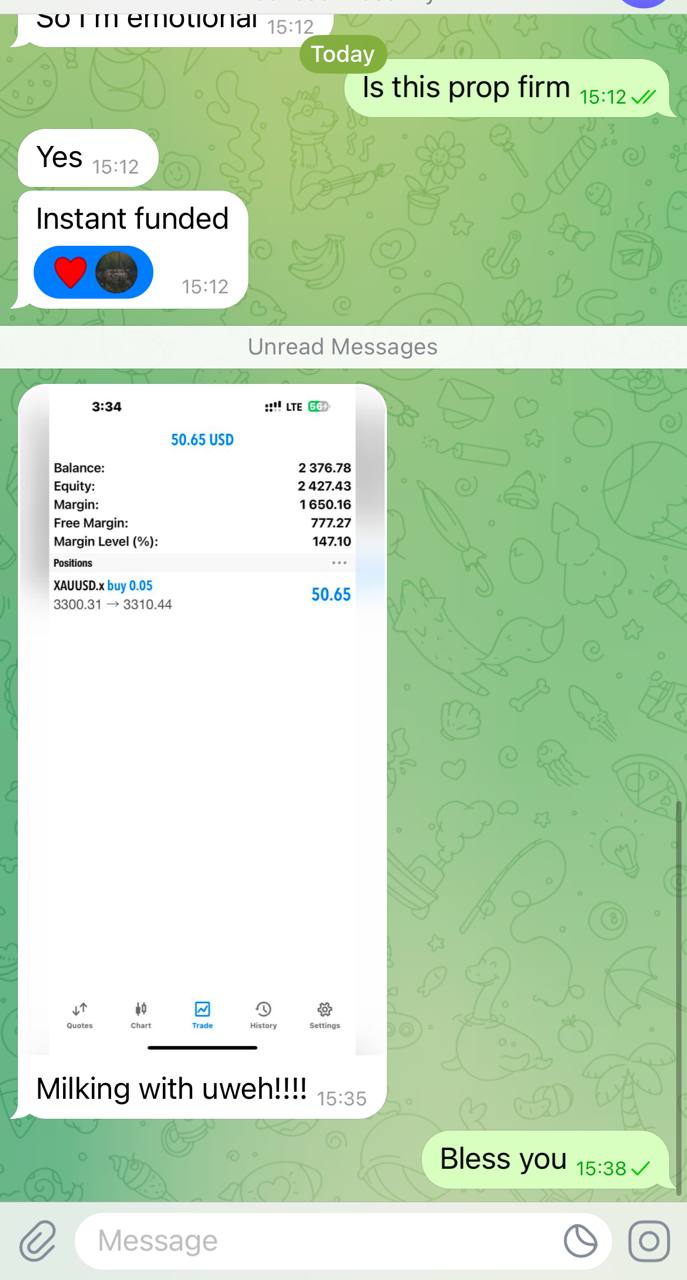 So I'm emotional 15:12
Today
Is this prop firm 15:12
Yes 15:12
Instant funded
15:12
Unread Messages
3:34 LTE 56
50.65 USD
Balance: 2 376.78
Equity: 2 427.43
Margin: 1 650.16
Free Margin: 777.27
Margin Level (%): 147.10
Positions
XAUUSD.x buy 0.05
3300.31 → 3310.44 50.65
Quotes Chart Trade History Settings
Milking with uweh!!!! 15:35
Bless you 15:38
Message